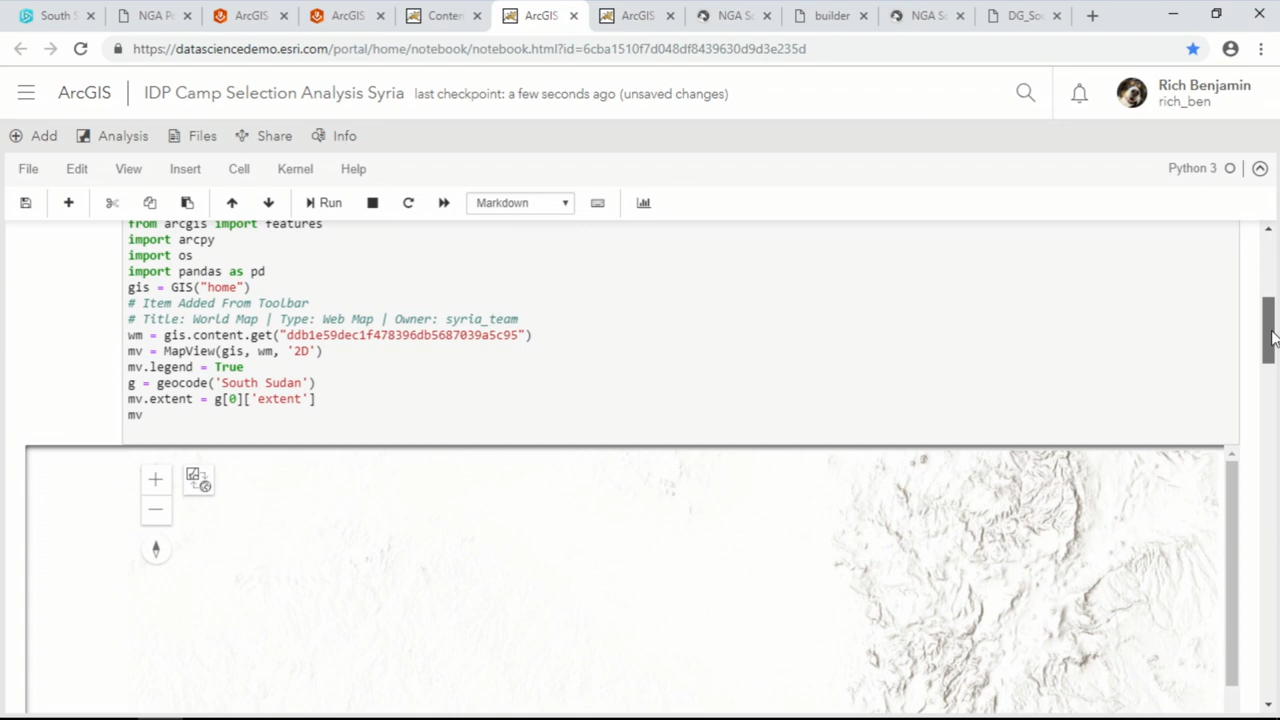 South S
NGA Po
ArcGIS
ArcGIS
Conten
ArcGIS
ArcGIS
NGA So
builder
NGA So
DG_Sou
https://datasciencedemo.esri.com/portal/home/notebook/notebook.html?id=6cba1510f7d048df8439630d9d3e235d
ArcGIS
IDP Camp Selection Analysis Syria
last checkpoint: a few seconds ago (unsaved changes)
Rich Benjamin
rich_ben
Add
Analysis
Files
Share
Info
File
Edit
View
Insert
Cell
Kernel
Help
Python 3
Run
Markdown
from arcgis import features
import arcpy
import os
import pandas as pd
gis = GIS("home")
# Item Added From Toolbar
# Title: World Map | Type: Web Map | Owner: syria_team
wm = gis.content.get("ddb1e59dec1f478396db5687039a5c95")
mv = MapView(gis, wm, '2D')
mv.legend = True
g = geocode('South Sudan')
mv.extent = g[0]['extent']
mv